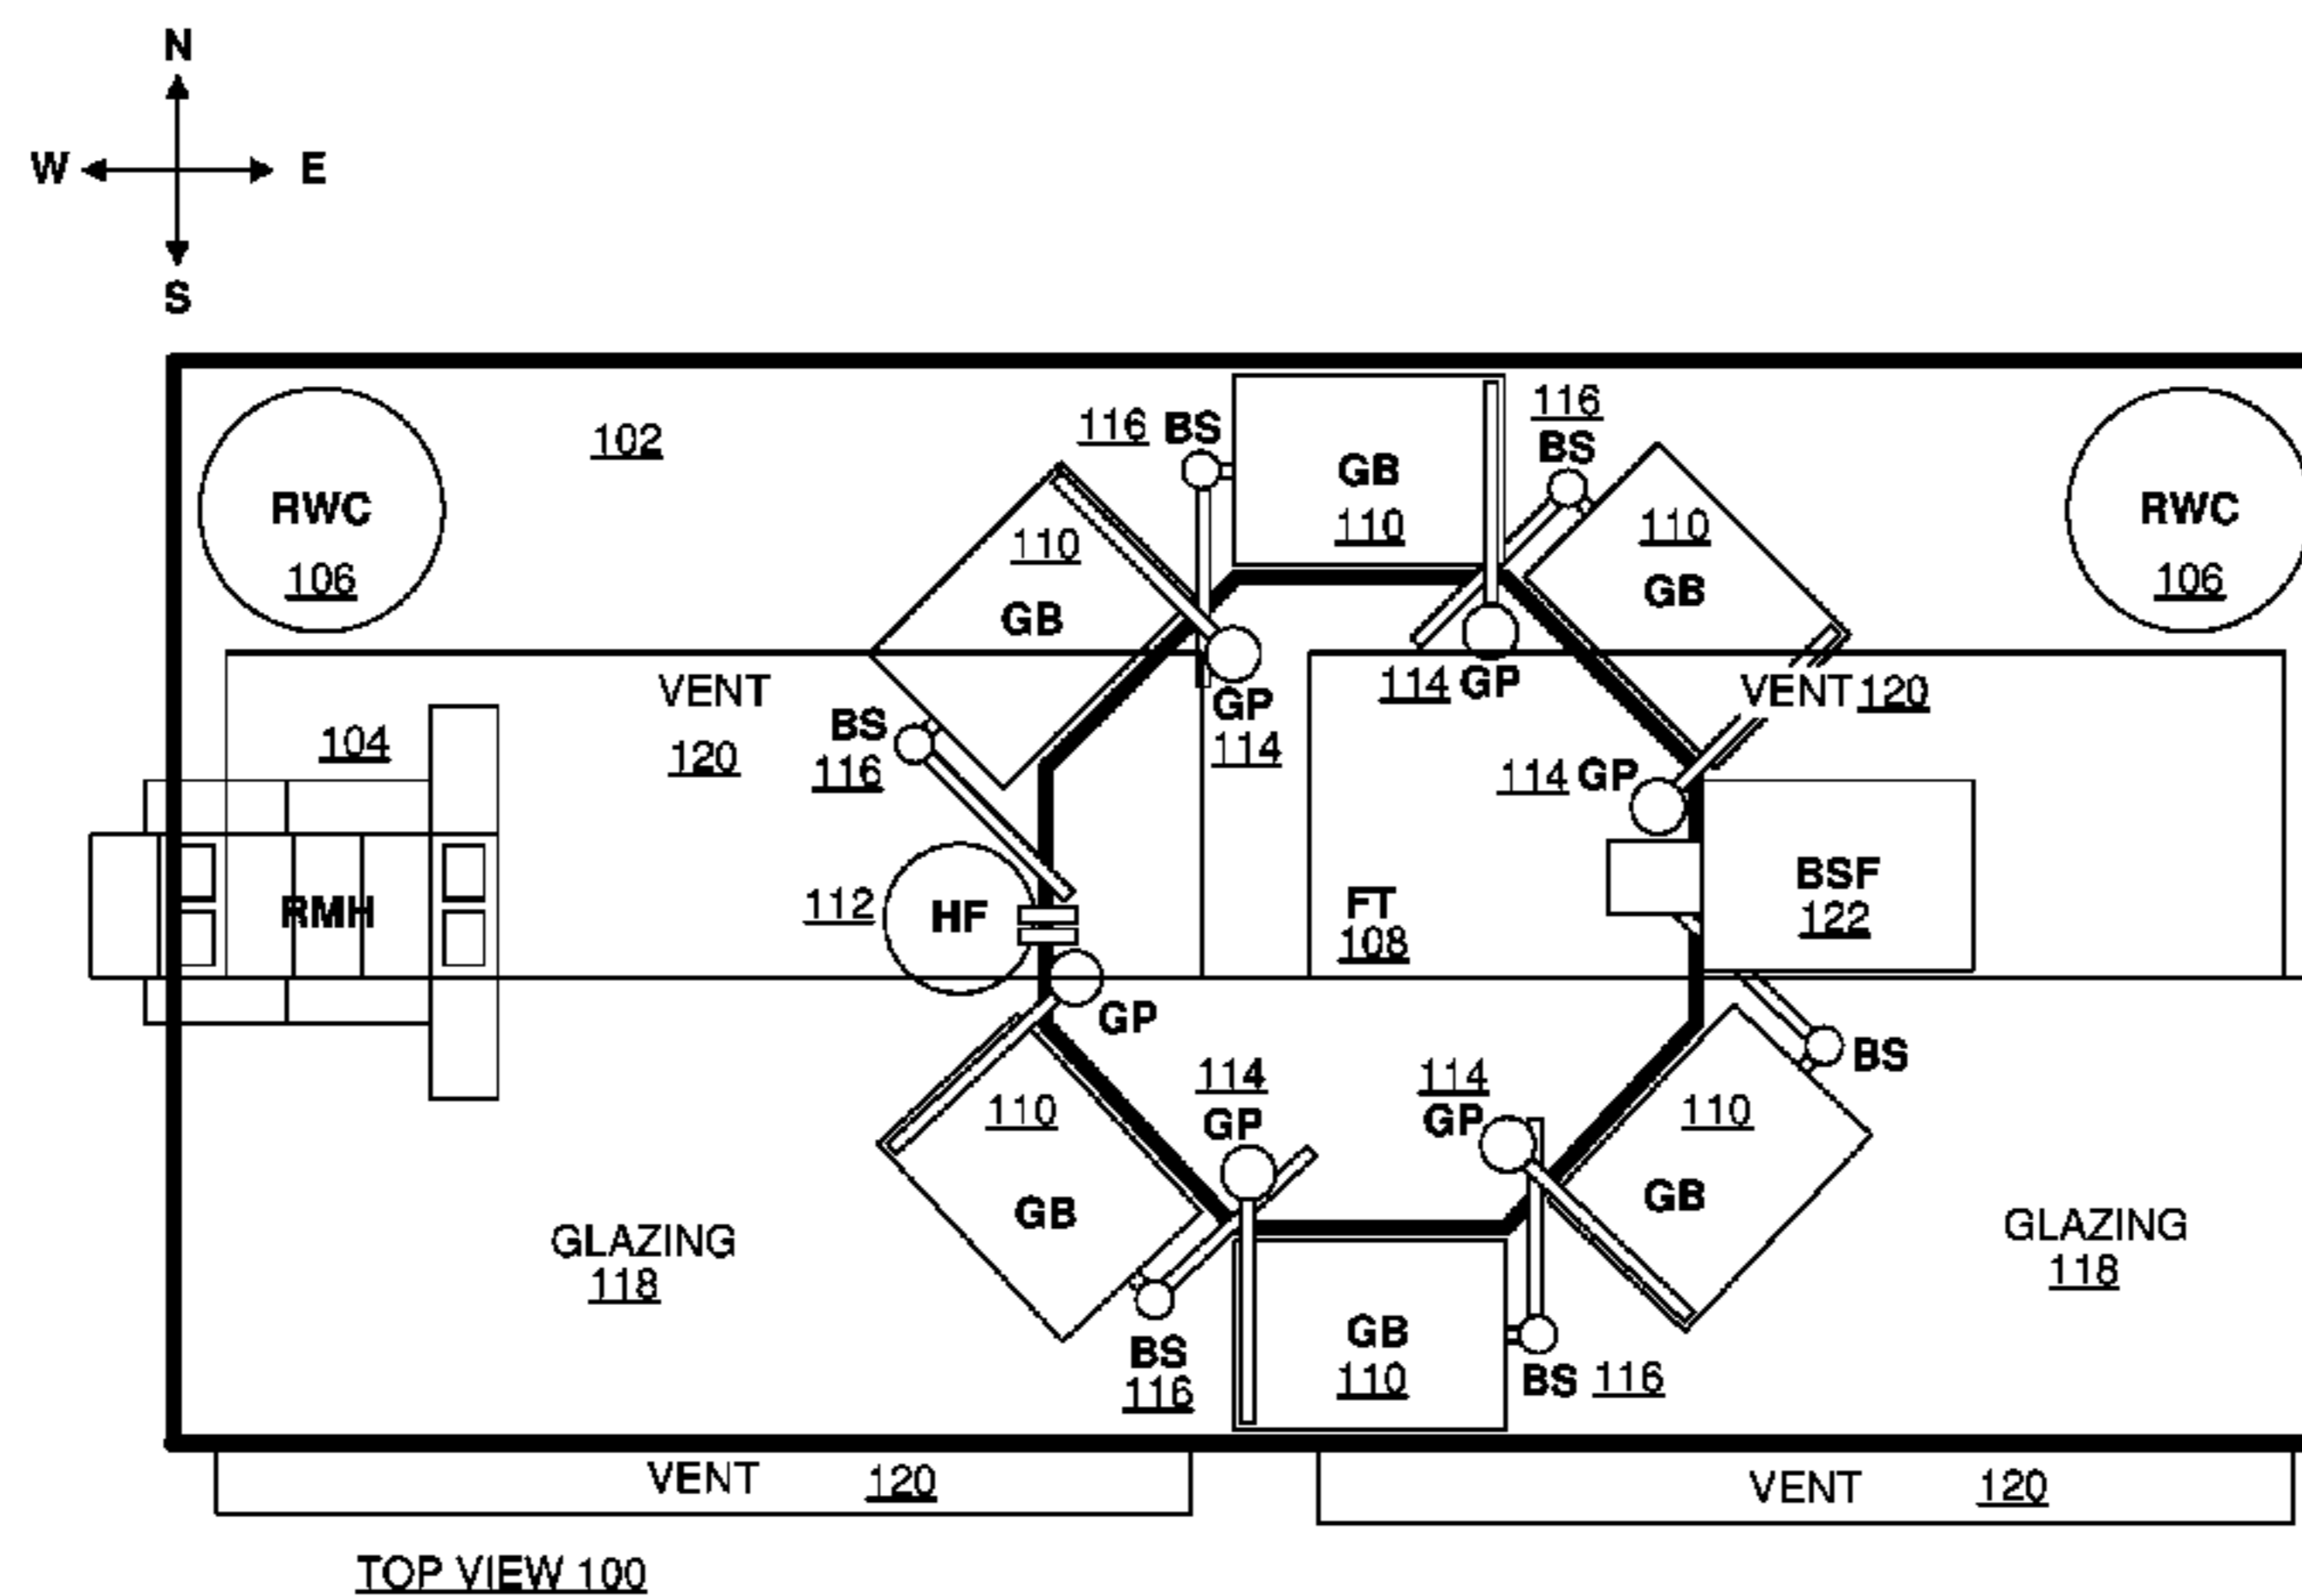 N
W E
S
116 BS
116
BS
102
GB
110
RWC
106
110
GB
110
GB
RWC
106
VENT
120
BS
116
104
GP
114
114 GP
VENT 120
114 GP
RMH
112
HF
FT
108
BSF
122
GP
BS
110
GB
114
GP
114
GP
110
GB
GLAZING
118
GLAZING
118
BS
116
GB
110
BS 116
VENT 120
VENT 120
TOP VIEW 100